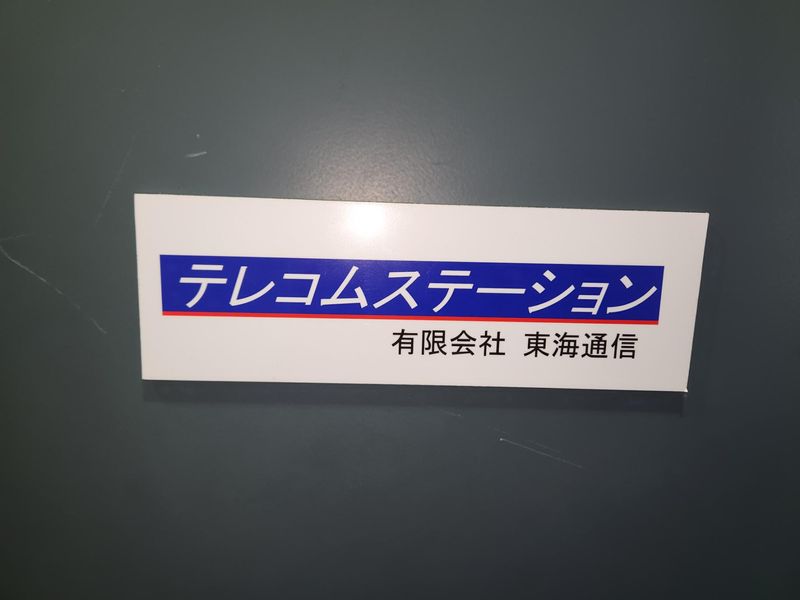 テレコムステーション
有限会社 東海通信